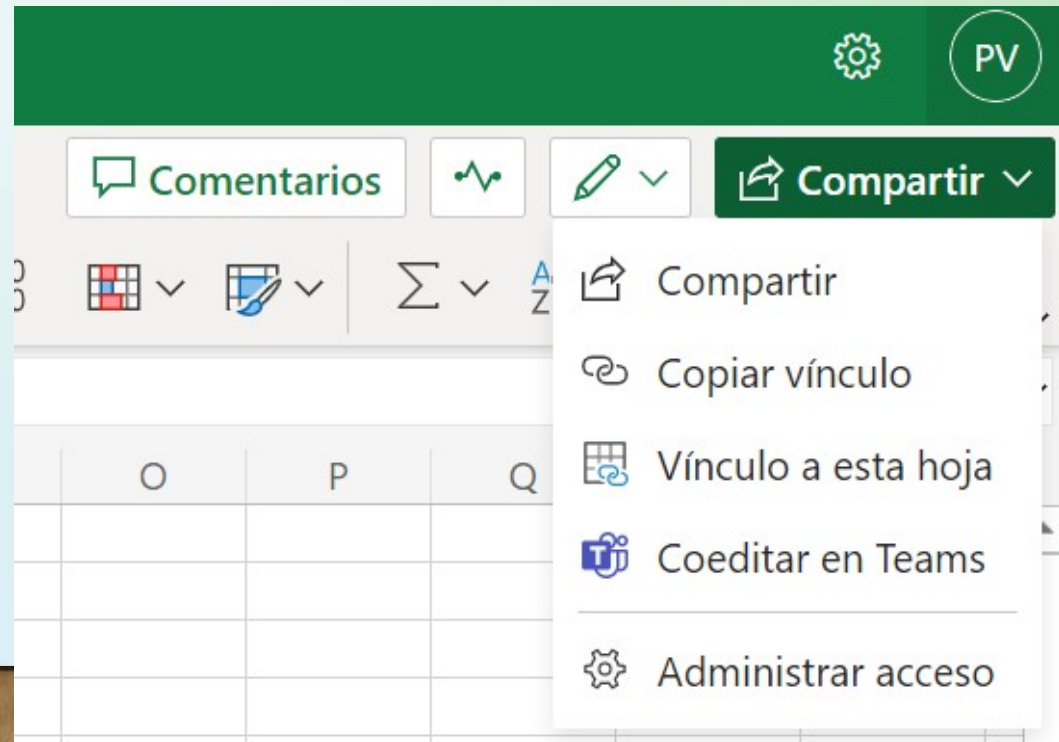 PV
Comentarios
Compartir
Compartir
Copiar vínculo
Vínculo a esta hoja
Coeditar en Teams
Administrar acceso
O P Q